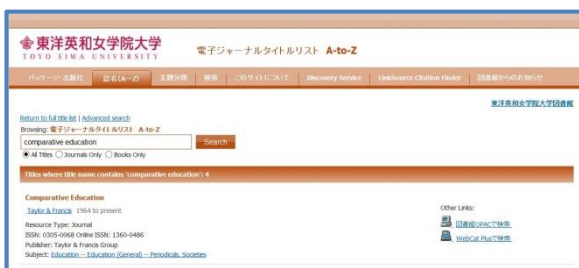 東洋英和女学院大学
TOYO EIWA UNIVERSITY
電子ジャーナルタイトルリスト A-to-Z
パッケージ・出版社 誌名(A-Z) 主題分類 検索 このサイトについて Discovery Service LinkSource Citation Finder 図書館からのお知らせ
東洋英和女学院大学図書館
Return to full title list | Advanced search
Browsing: 電子ジャーナルタイトルリスト A-to-Z
comparative education Search
All Titles Journals Only Books Only
Titles where title name contains 'comparative education': 4
Comparative Education
Taylor & Francis 1964 to present
Resource Type: Journal
ISSN: 0305-0068 Online ISSN: 1360-0486
Publisher: Taylor & Francis Group
Subject: Education -- Education (General) -- Periodicals, Societies
Other Links:
図書館OPACで検索
WebCat Plusで検索